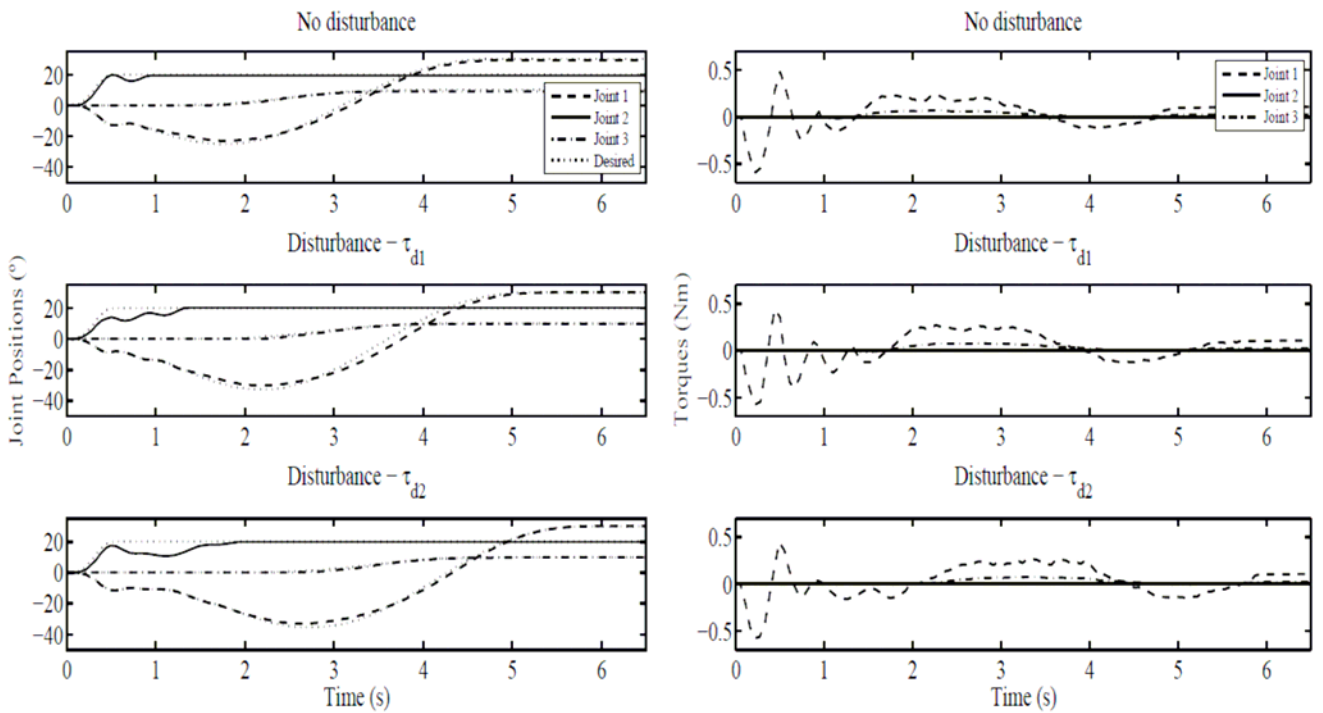 No disturbance
20
0
−20
−40
0 1 2 3 4 5 6
Joint 1
Joint 2
Joint 3
Desired
Disturbance − τd1
20
0
−20
−40
0 1 2 3 4 5 6
Joint Positions (°)
Disturbance − τd2
20
0
−20
−40
0 1 2 3 4 5 6
Time (s)
No disturbance
0.5
0
−0.5
0 1 2 3 4 5 6
Joint 1
Joint 2
Joint 3
Disturbance − τd1
0.5
0
−0.5
0 1 2 3 4 5 6
Torques (Nm)
Disturbance − τd2
0.5
0
−0.5
0 1 2 3 4 5 6
Time (s)